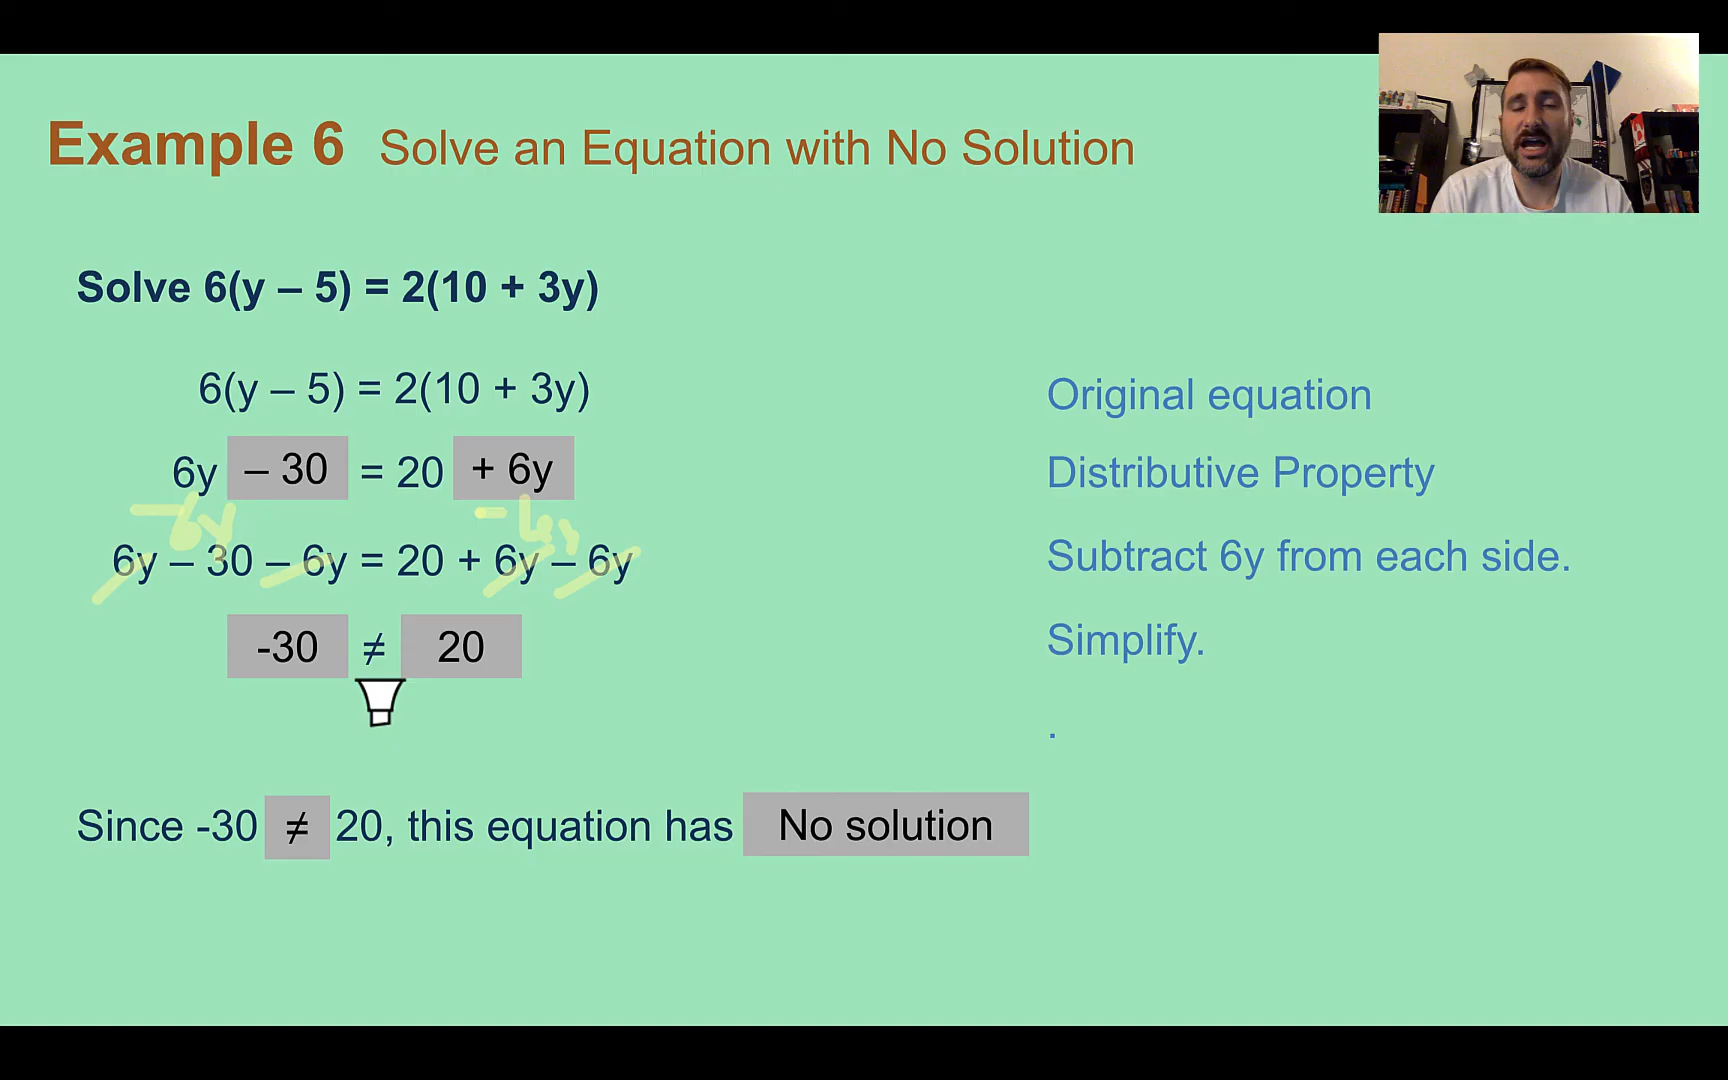 Example 6 Solve an Equation with No Solution
Solve 6(y – 5) = 2(10 + 3y)
6(y – 5) = 2(10 + 3y) Original equation
6y – 30 = 20 + 6y Distributive Property
– 6y – 6y
6y – 30 – 6y = 20 + 6y – 6y Subtract 6y from each side.
-30 ≠ 20 Simplify.
.
Since -30 ≠ 20, this equation has No solution